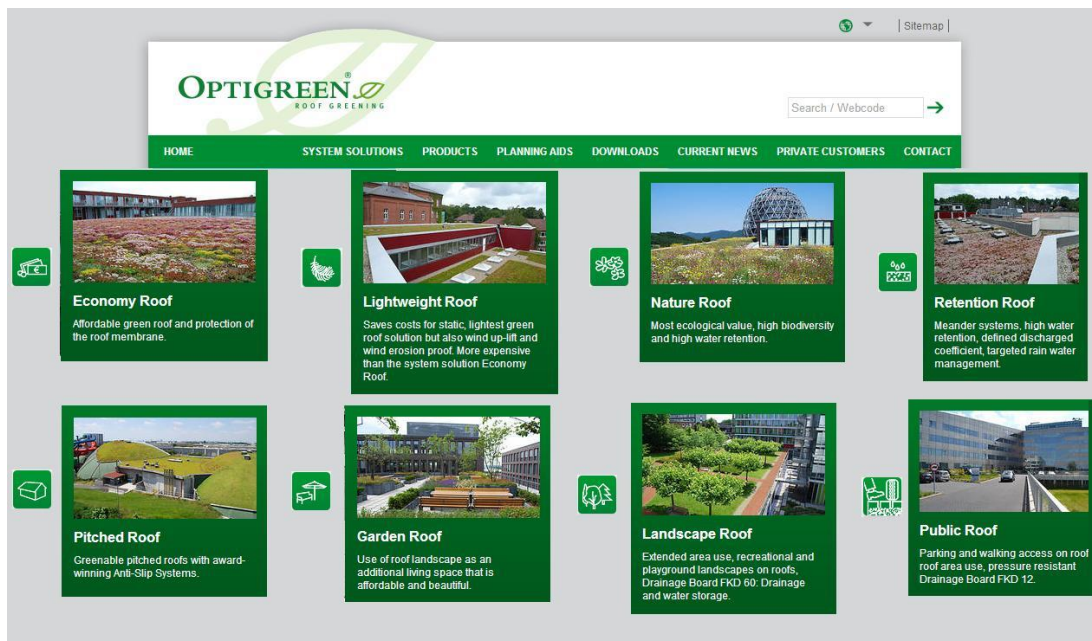 Sitemap
OPTIGREEN®
ROOF GREENING
Search / Webcode
HOME SYSTEM SOLUTIONS PRODUCTS PLANNING AIDS DOWNLOADS CURRENT NEWS PRIVATE CUSTOMERS CONTACT
Economy Roof
Affordable green roof and protection of
the roof membrane.
Lightweight Roof
Saves costs for static, lightest green
roof solution but also wind up-lift and
wind erosion proof. More expensive
than the system solution Economy
Roof.
Nature Roof
Most ecological value, high biodiversity
and high water retention.
Retention Roof
Meander systems, high water
retention, defined discharged
coefficient, targeted rain water
management.
Pitched Roof
Greenable pitched roofs with award-
winning Anti-Slip Systems.
Garden Roof
Use of roof landscape as an
additional living space that is
affordable and beautiful.
Landscape Roof
Extended area use, recreational and
playground landscapes on roofs,
Drainage Board FKD 60: Drainage
and water storage.
Public Roof
Parking and walking access on roof
roof area use, pressure resistant
Drainage Board FKD 12.